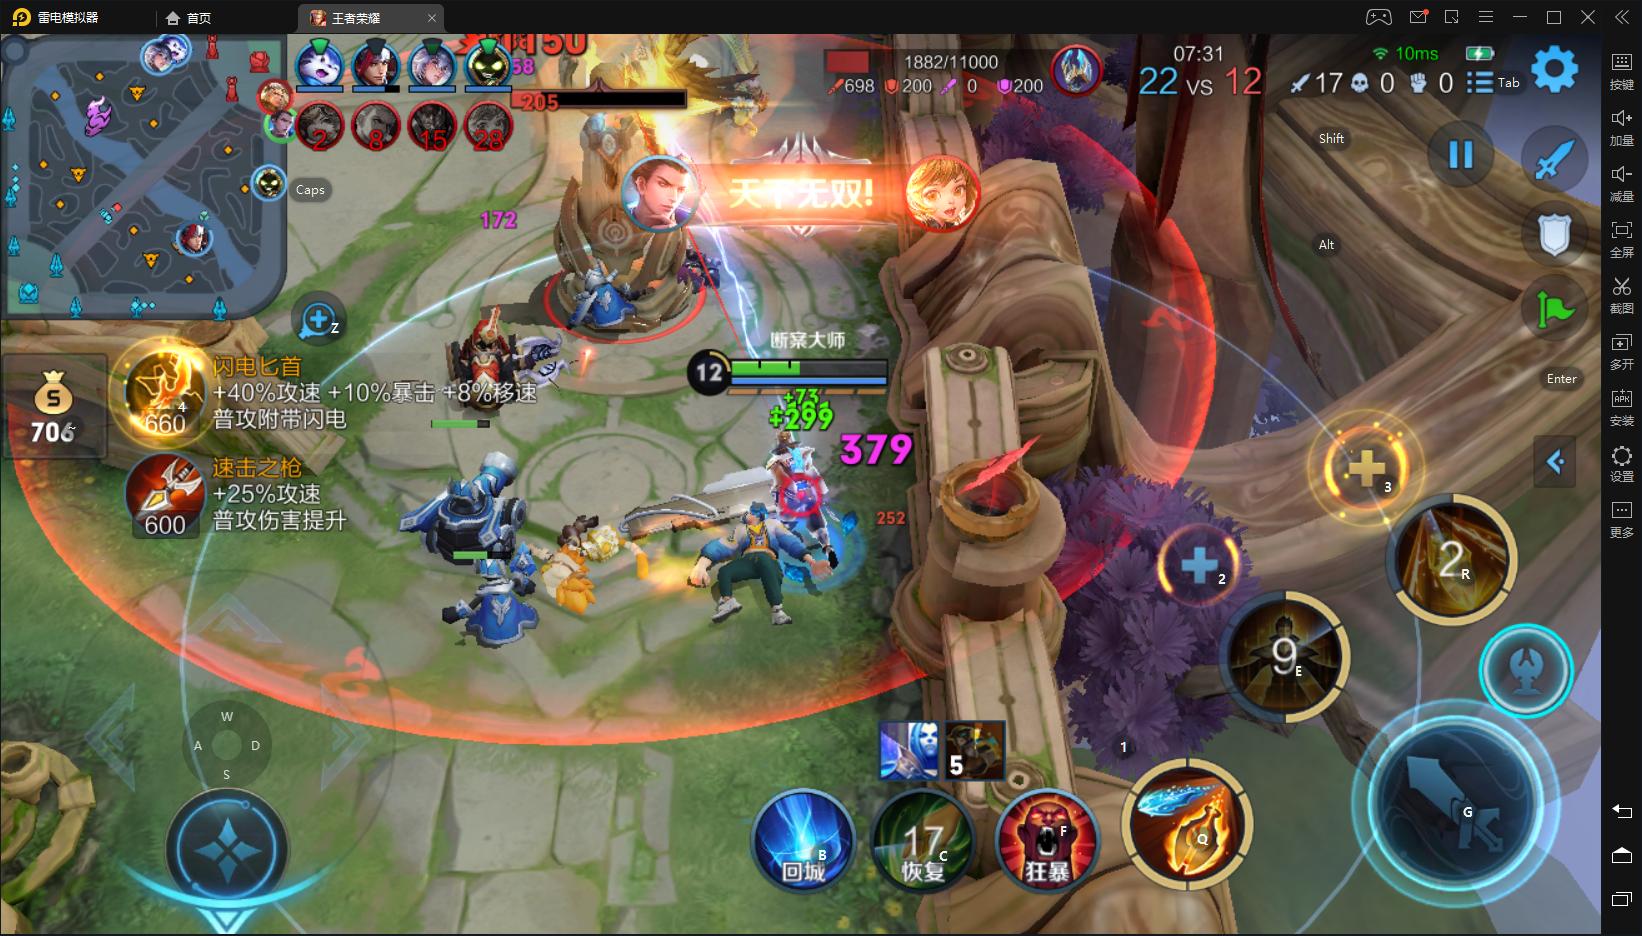 雷电模拟器
首页
王者荣耀
1150
58
205
1882/11000
698
200
0
200
07:31
22 VS 12
10ms
17
0
0
Tab
2
8
15
28
Caps
172
天下无双!
Shift
Alt
Enter
Z
706
闪电匕首
+40%攻速 +10%暴击 +8%移速
普攻附带闪电
4
660
速击之枪
+25%攻速
普攻伤害提升
600
断案大师
12
+73
+299
379
252
3
2
2
R
9
E
1
W
A
D
S
5
回城
B
17
C
恢复
F
狂暴
Q
G
按键
加量
减量
全屏
截图
多开
APK
安装
设置
更多